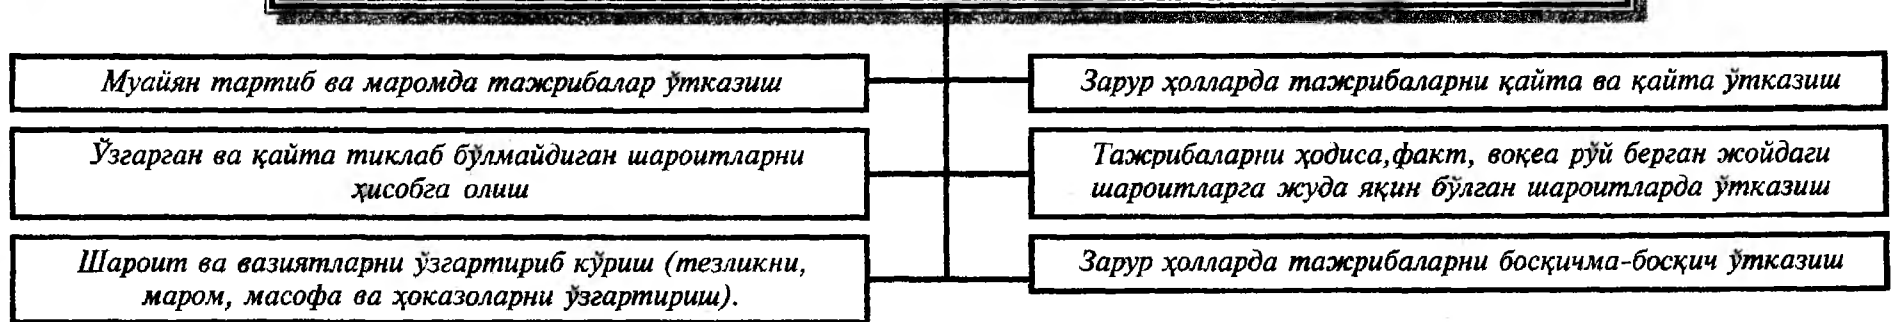 Муайян тартиб ва маромда тажрибалар ўтказиш
Зарур ҳолларда тажрибаларни қайта ва қайта ўтказиш
Ўзгарган ва қайта тиклаб бўлмайдиган шароитларни
ҳисобга олиш
Тажрибаларни ҳодиса,факт, воқеа рўй берган жойдаги
шароитларга жуда яқин бўлган шароитларда ўтказиш
Шароит ва вазиятларни ўзгартириб кўриш (тезликни,
маром, масофа ва ҳоказоларни ўзгартириш).
Зарур ҳолларда тажрибаларни босқичма-босқич ўтказиш